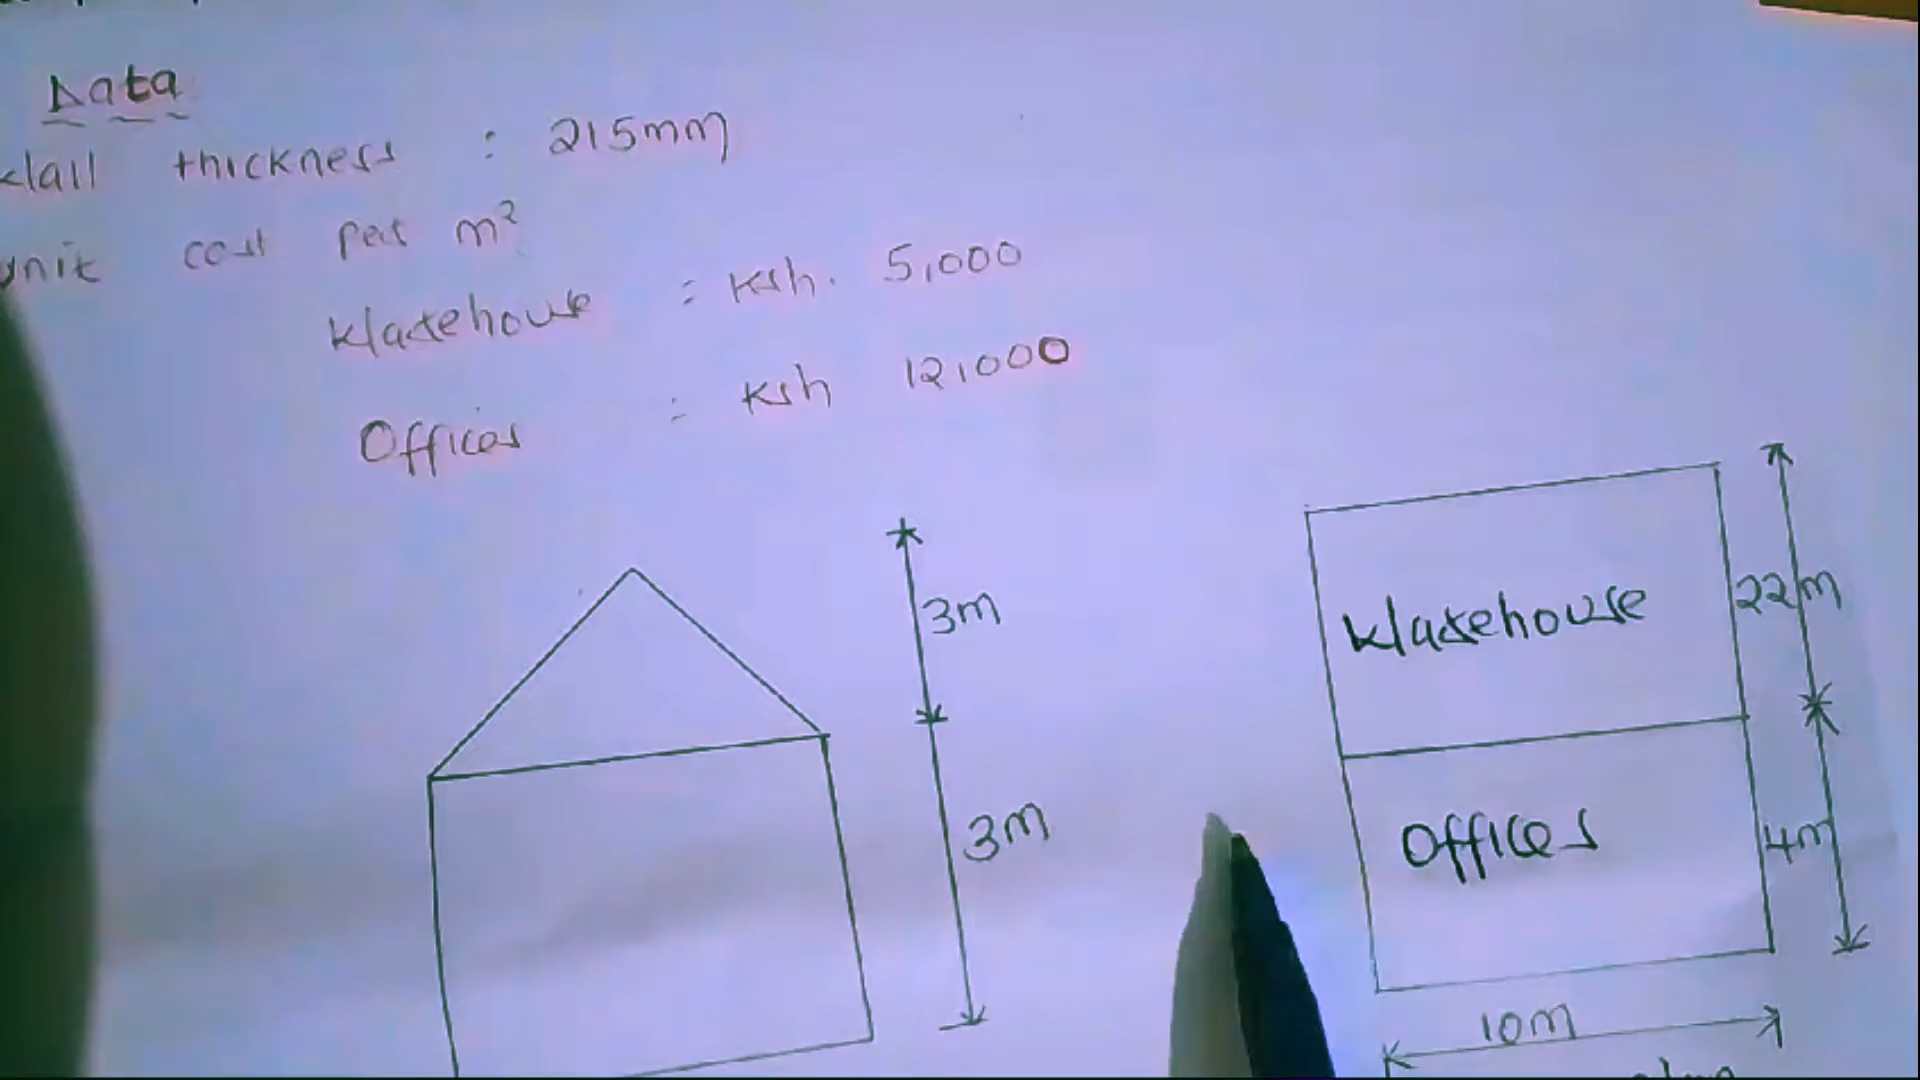 Data
Wall thickness : 215mm
Unit cost per m²
Warehouse : Ksh. 5,000
Offices : Ksh 12,000
3m
3m
Warehouse
22m
Offices
4m
10m